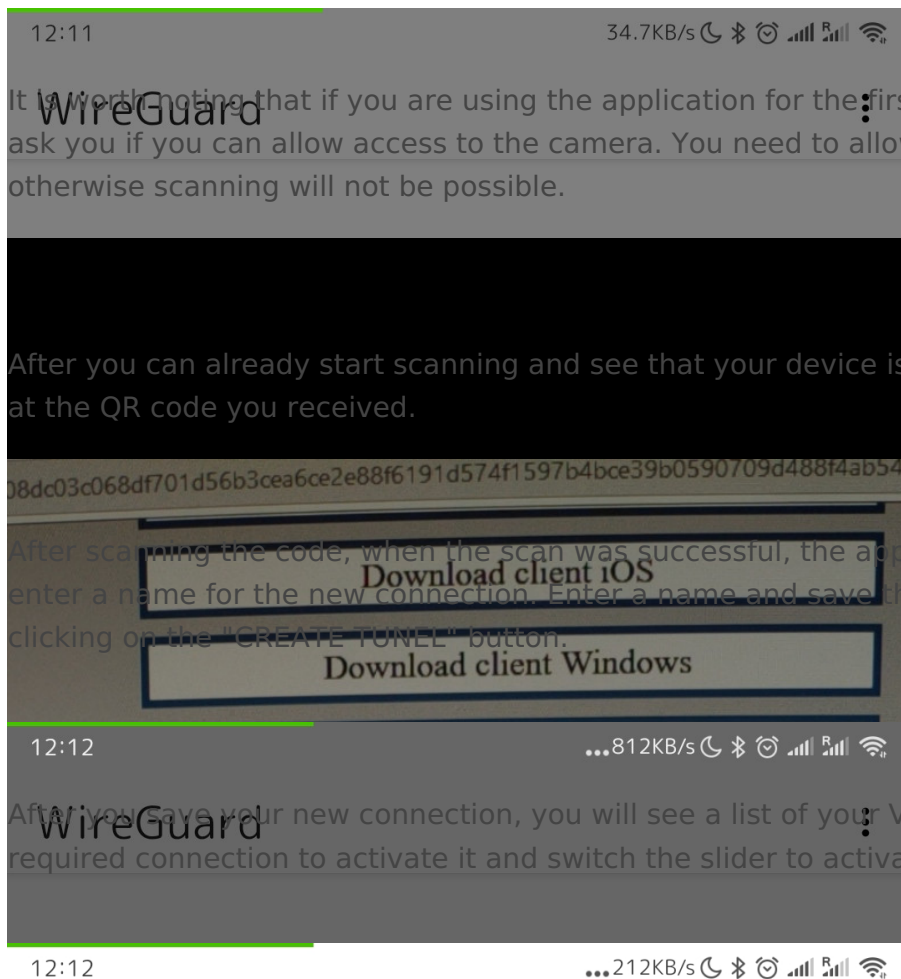 12:11 34.7KB/s R
WireGuard
It is worth noting that if you are using the application for the
ask you if you can allow access to the camera. You need to
otherwise scanning will not be possible.
After you can already start scanning and see that your device is
at the QR code you received.
08dc03c068df701d56b3cea6ce2e88f6191d574f1597b4bce39b0590709d488f4ab54
After scanning the code, when the scan was successful, the
Download client iOS
enter a name for the new connection. Enter a name and save
clicking on the "CREATE TUNEL" button.
Download client Windows
12:12 ...812KB/s R
WireGuard
After you save your new connection, you will see a list of your
required connection to activate it and switch the slider to
12:12 ...212KB/s R